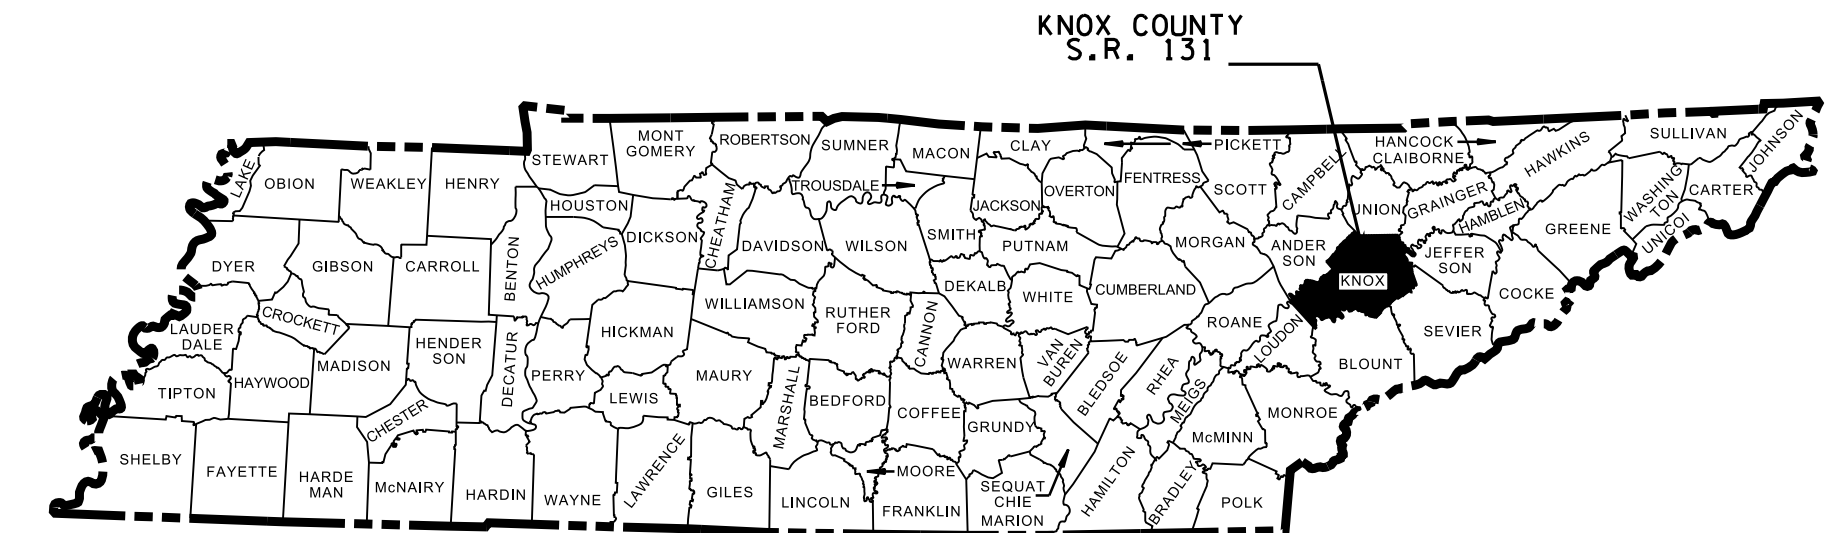 KNOX COUNTY
S.R. 131
STEWART
MONT
GOMERY
ROBERTSON
SUMNER
MACON
CLAY
PICKETT
HANCOCK
CLAIBORNE
HAWKINS
SULLIVAN
JOHNSON
LAKE
OBION
WEAKLEY
HENRY
HOUSTON
CHEATHAM
TROUSDALE
JACKSON
OVERTON
FENTRESS
SCOTT
CAMPBELL
UNION
GRAINGER
HAMBLEN
WASHING
TON
CARTER
UNICOI
GREENE
DYER
GIBSON
CARROLL
BENTON
HUMPHREYS
DICKSON
DAVIDSON
WILSON
SMITH
PUTNAM
MORGAN
ANDER
SON
KNOX
JEFFER
SON
COCKE
LAUDER
DALE
CROCKETT
WILLIAMSON
RUTHER
FORD
CANNON
DEKALB
WHITE
CUMBERLAND
ROANE
LOUDON
SEVIER
TIPTON
HAYWOOD
MADISON
HENDER
SON
DECATUR
PERRY
HICKMAN
LEWIS
MAURY
MARSHALL
BEDFORD
COFFEE
WARREN
VAN
BUREN
BLEDSOE
RHEA
MEIGS
BLOUNT
MONROE
SHELBY
FAYETTE
HARDE
MAN
CHESTER
McNAIRY
HARDIN
WAYNE
LAWRENCE
GILES
LINCOLN
MOORE
FRANKLIN
GRUNDY
SEQUAT
CHIE
MARION
HAMILTON
BRADLEY
McMINN
POLK